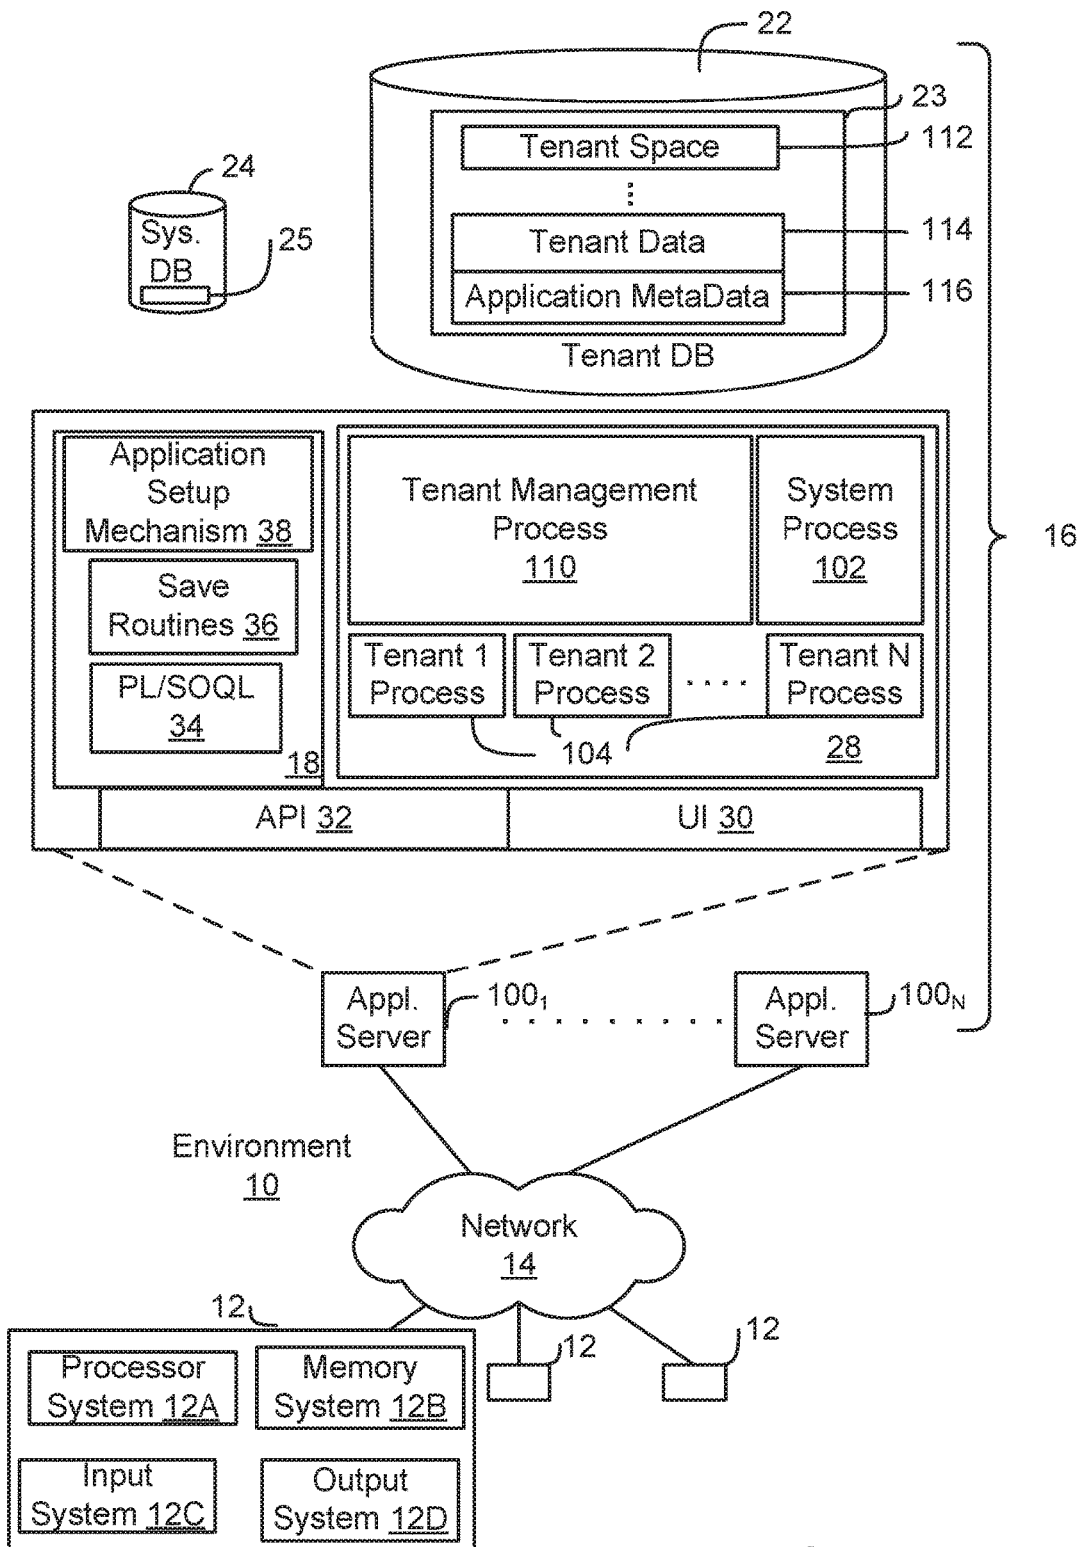 22
23
Tenant Space
112
24
Sys.
DB
25
Tenant Data
114
Application MetaData
116
Tenant DB
16
Application
Setup
Mechanism 38
Tenant Management
Process
110
System
Process
102
Save
Routines 36
Tenant 1
Process
Tenant 2
Process
Tenant N
Process
PL/SOQL
34
104
28
18
API 32
UI 30
Appl.
Server
100₁
Appl.
Server
100N
Environment
10
Network
14
12
12
12
Processor
System 12A
Memory
System 12B
Input
System 12C
Output
System 12D